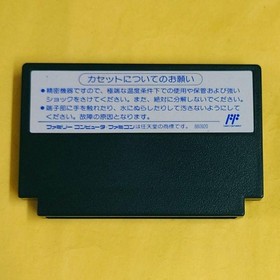 カセットについてのお願い
●精密機器ですので、極端な温度条件下での使用や保管および強い
ショックをさけてください。また、絶対に分解しないでください。
●端子部に手を触れたり、水にぬらしたりして汚さないようにして
ください。故障の原因となります。
ファミリー コンピュータ・ファミコンは任天堂の商標です。